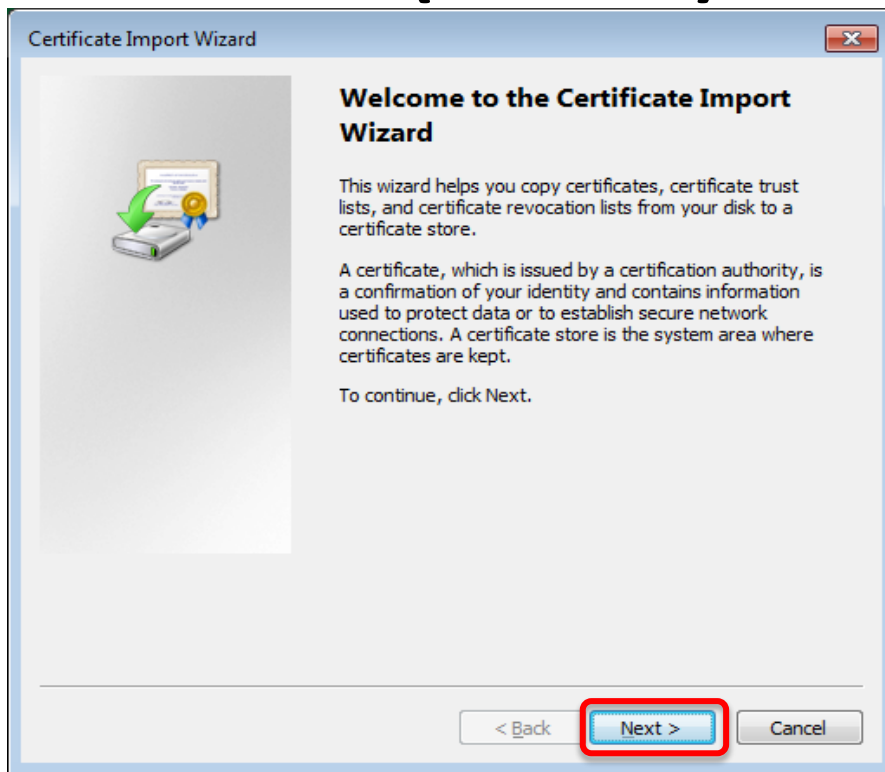 Certificate Import Wizard
Welcome to the Certificate Import
Wizard
This wizard helps you copy certificates, certificate trust
lists, and certificate revocation lists from your disk to a
certificate store.
A certificate, which is issued by a certification authority, is
a confirmation of your identity and contains information
used to protect data or to establish secure network
connections. A certificate store is the system area where
certificates are kept.
To continue, click Next.
< Back
Next >
Cancel